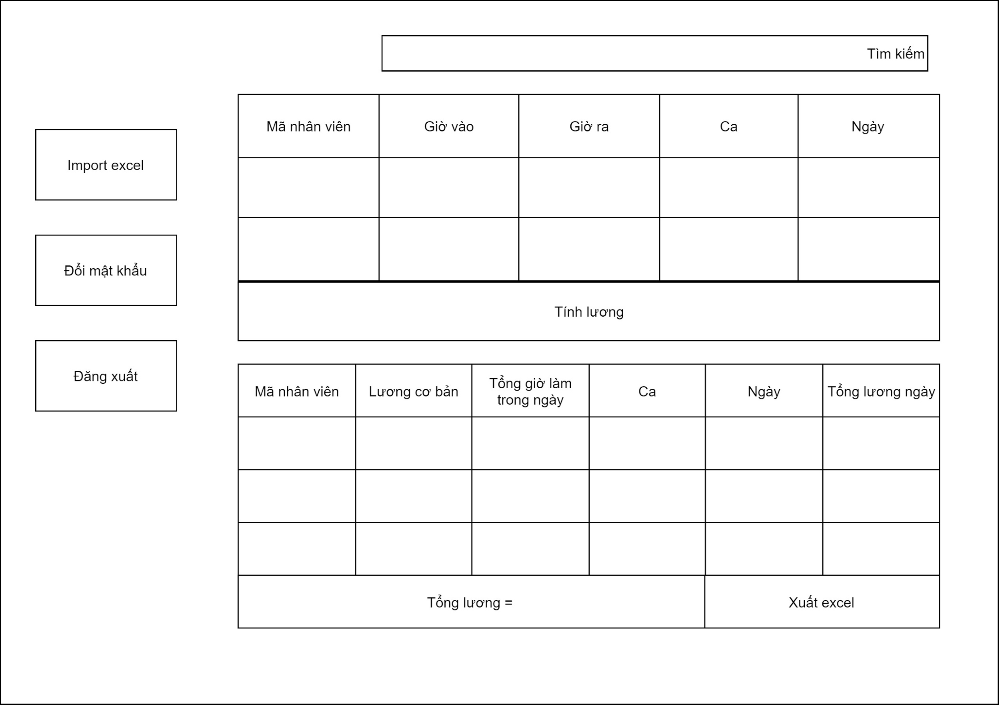 Tìm kiếm
Mã nhân viên
Giờ vào
Giờ ra
Ca
Ngày
Import excel
Đổi mật khẩu
Tính lương
Đăng xuất
Mã nhân viên
Lương cơ bản
Tổng giờ làm
trong ngày
Ca
Ngày
Tổng lương ngày
Tổng lương =
Xuất excel